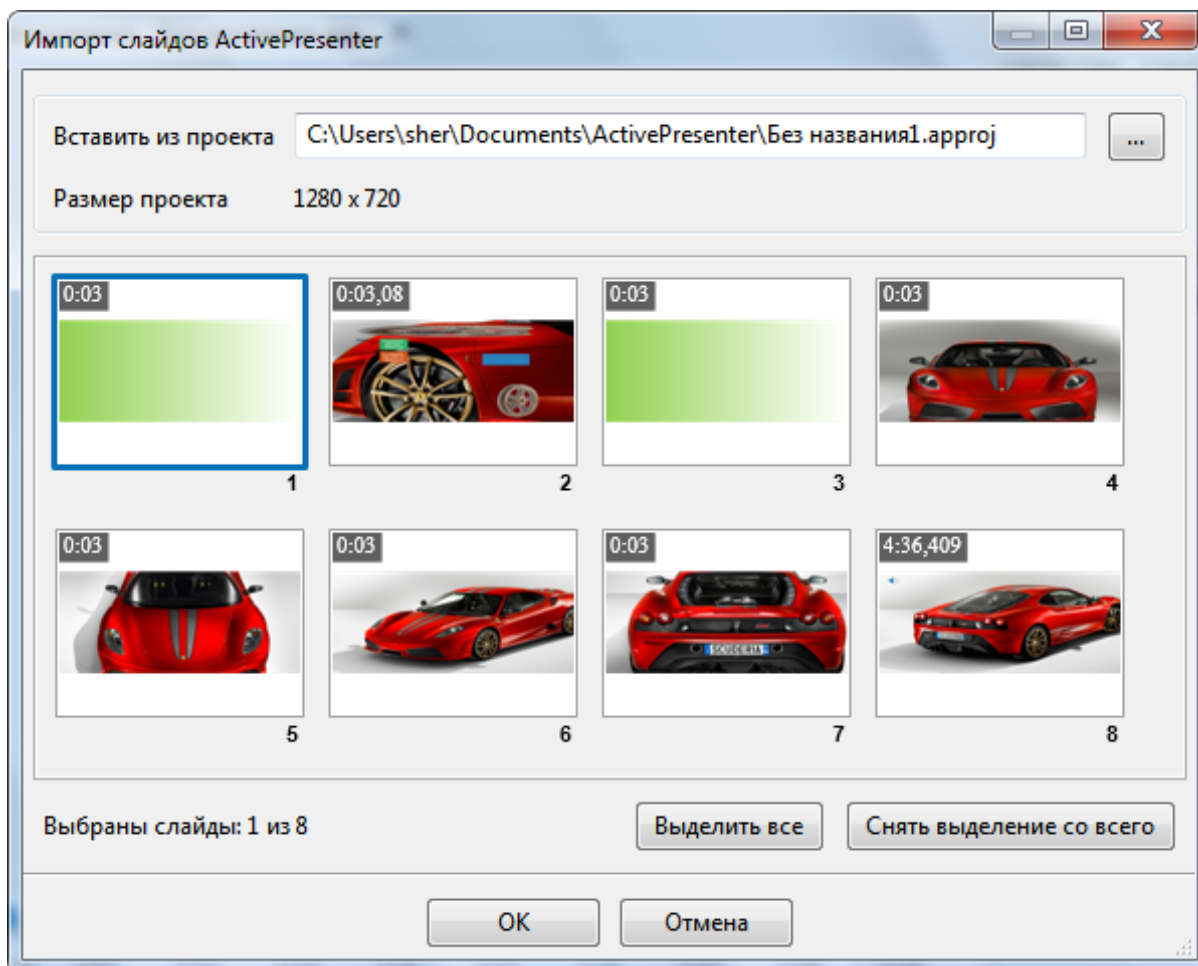 Импорт слайдов ActivePresenter
Вставить из проекта C:\Users\sher\Documents\ActivePresenter\Без названия1.approj ...
Размер проекта 1280 x 720
0:03 0:03,08 0:03 0:03
1 2 3 4
0:03 0:03 0:03 4:36,409
SCUDERIA
5 6 7 8
Выбраны слайды: 1 из 8 Выделить все Снять выделение со всего
OK Отмена